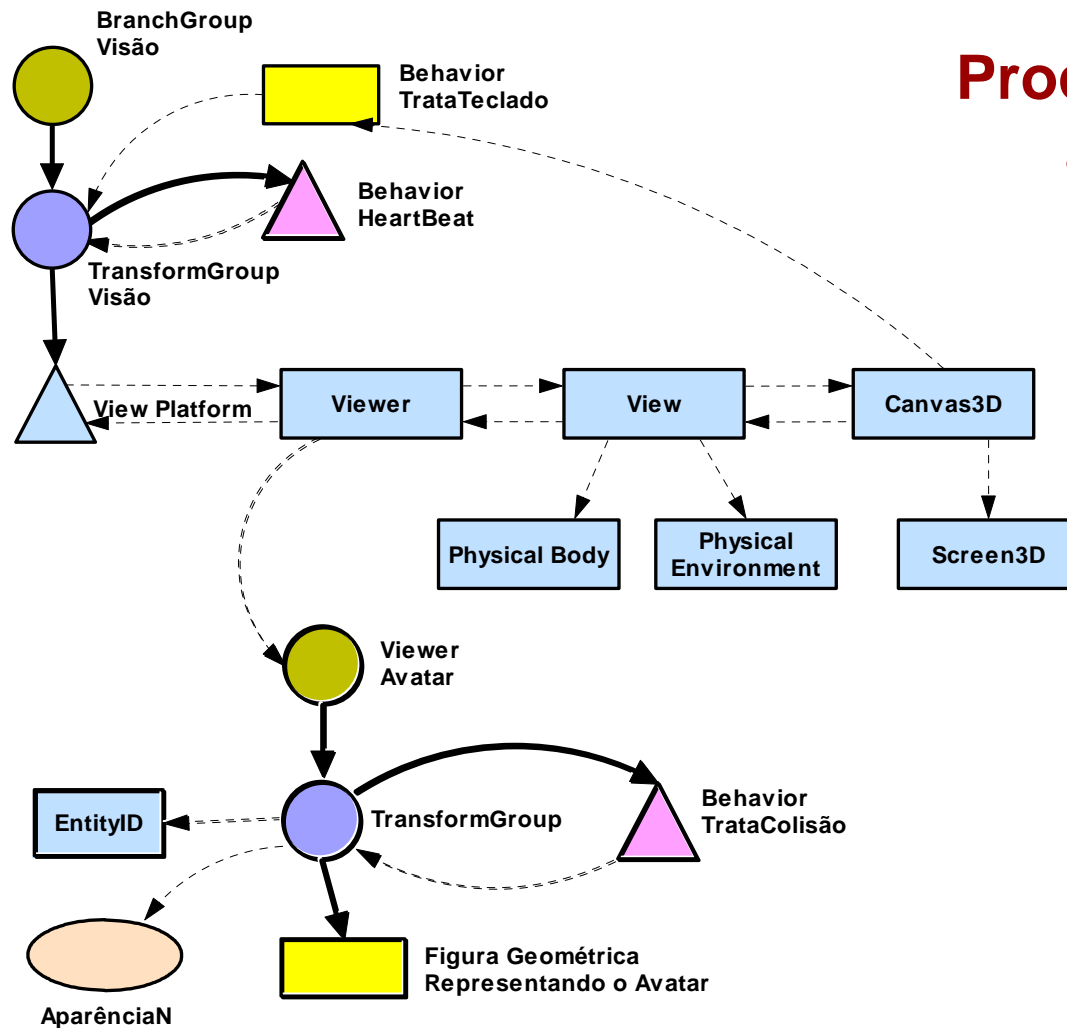 BranchGroup
Visão
Behavior
TrataTeclado
Behavior
HeartBeat
TransformGroup
Visão
View Platform
Viewer
View
Canvas3D
Physical Body
Physical
Environment
Screen3D
Viewer
Avatar
EntityID
TransformGroup
Behavior
TrataColisão
Figura Geométrica
Representando o Avatar
AparênciaN